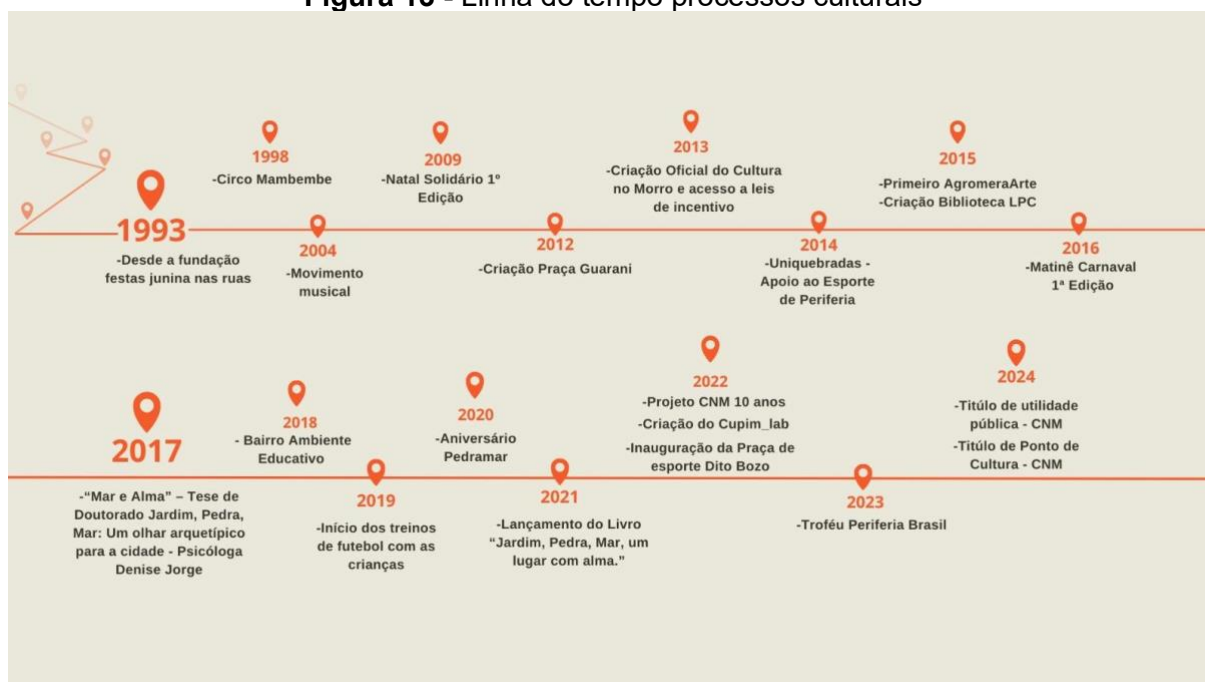 Figura 16 - Linha do tempo processos culturais
1998
-Circo Mambembe
2009
-Natal Solidário 1º
Edição
2013
-Criação Oficial do Cultura
no Morro e acesso a leis
de incentivo
2015
-Primeiro AgromeraArte
-Criação Biblioteca LPC
1993
-Desde a fundação
festas junina nas ruas
2004
-Movimento
musical
2012
-Criação Praça Guarani
2014
-Uniquebradas -
Apoio ao Esporte
de Periferia
2016
-Matinê Carnaval
1ª Edição
2017
-“Mar e Alma” – Tese de
Doutorado Jardim, Pedra,
Mar: Um olhar arquetípico
para a cidade - Psicóloga
Denise Jorge
2018
- Bairro Ambiente
Educativo
2019
-Início dos treinos
de futebol com as
crianças
2020
-Aniversário
Pedramar
2021
-Lançamento do Livro
“Jardim, Pedra, Mar, um
lugar com alma.”
2022
-Projeto CNM 10 anos
-Criação do Cupim_lab
-Inauguração da Praça de
esporte Dito Bozo
2023
-Troféu Periferia Brasil
2024
-Titúlo de utilidade
pública - CNM
-Titúlo de Ponto de
Cultura - CNM